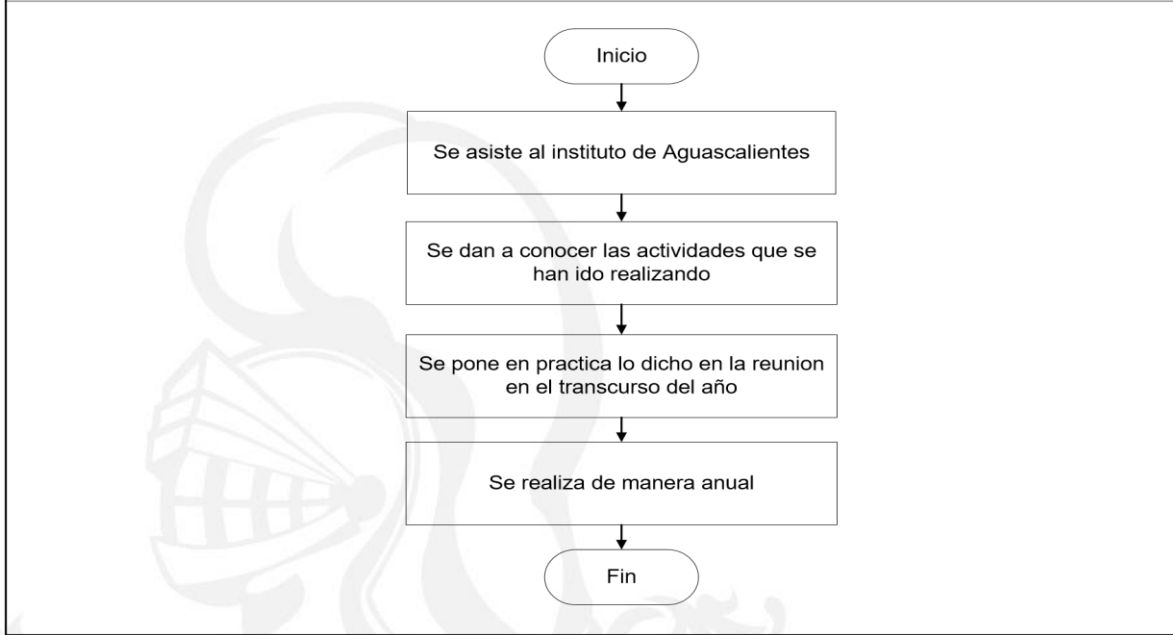 Inicio
Se asiste al instituto de Aguascalientes
Se dan a conocer las actividades que se
han ido realizando
Se pone en practica lo dicho en la reunion
en el transcurso del año
Se realiza de manera anual
Fin